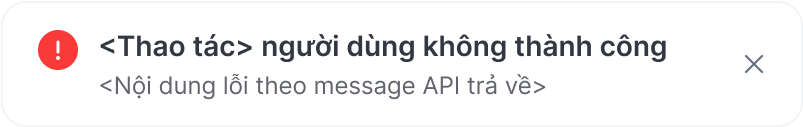 <Thao tác> người dùng không thành công
<Nội dung lỗi theo message API trả về>